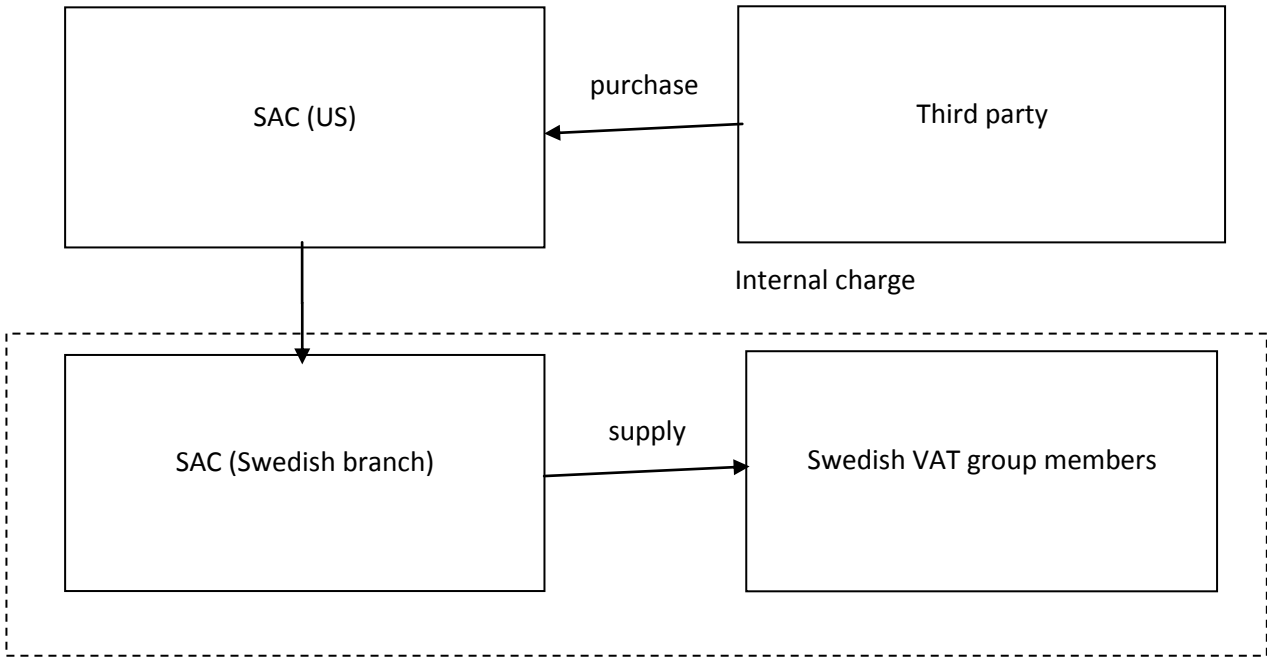 SAC (US)
purchase
Third party
Internal charge
SAC (Swedish branch)
supply
Swedish VAT group members